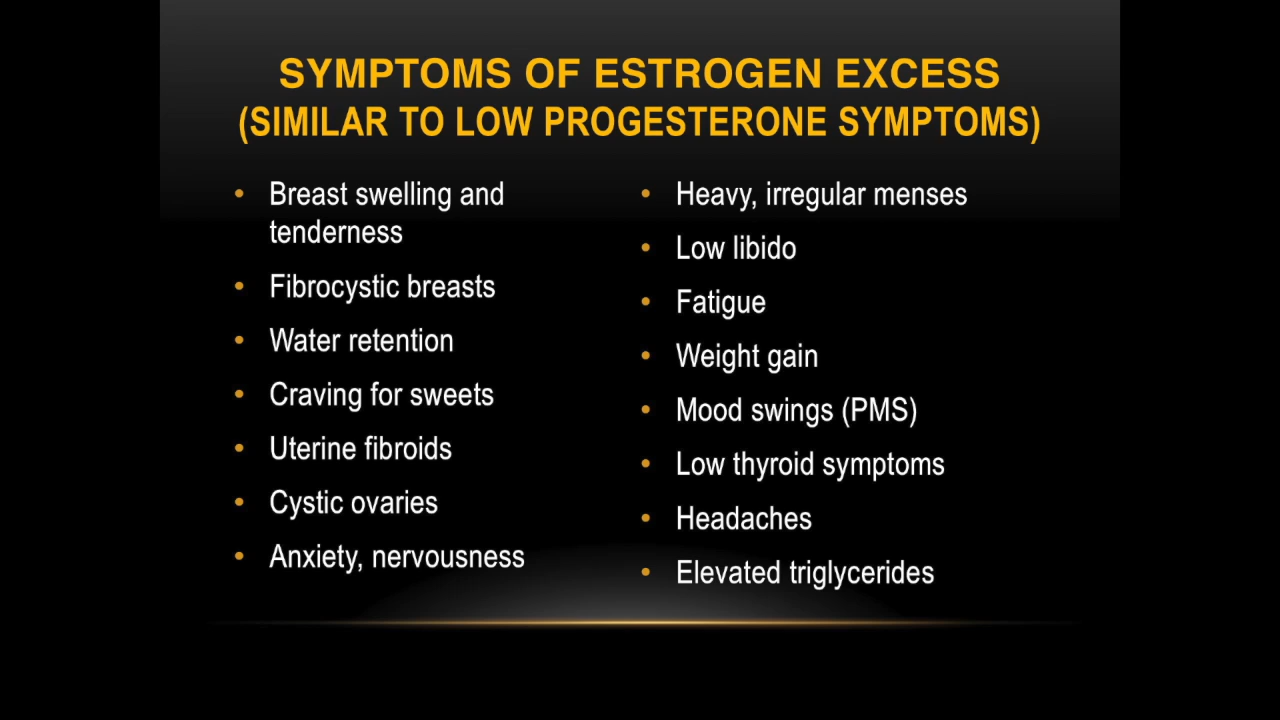 SYMPTOMS OF ESTROGEN EXCESS
(SIMILAR TO LOW PROGESTERONE SYMPTOMS)
• Breast swelling and
tenderness
• Fibrocystic breasts
• Water retention
• Craving for sweets
• Uterine fibroids
• Cystic ovaries
• Anxiety, nervousness
• Heavy, irregular menses
• Low libido
• Fatigue
• Weight gain
• Mood swings (PMS)
• Low thyroid symptoms
• Headaches
• Elevated triglycerides